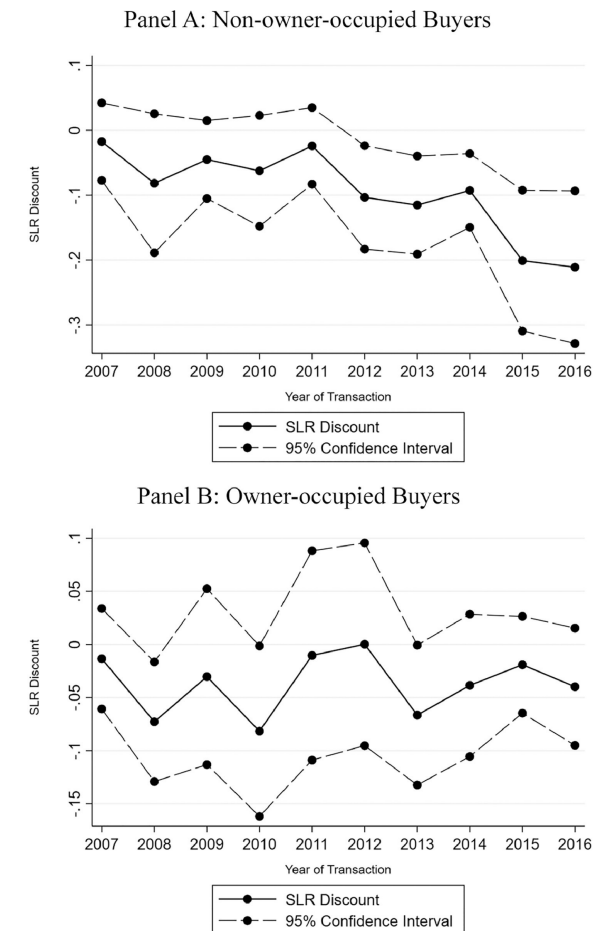 Panel A: Non-owner-occupied Buyers
.1
0
-.1
-.2
-.3
SLR Discount
2007 2008 2009 2010 2011 2012 2013 2014 2015 2016
Year of Transaction
SLR Discount
95% Confidence Interval
Panel B: Owner-occupied Buyers
.1
.05
0
-.05
-.1
-.15
SLR Discount
2007 2008 2009 2010 2011 2012 2013 2014 2015 2016
Year of Transaction
SLR Discount
95% Confidence Interval